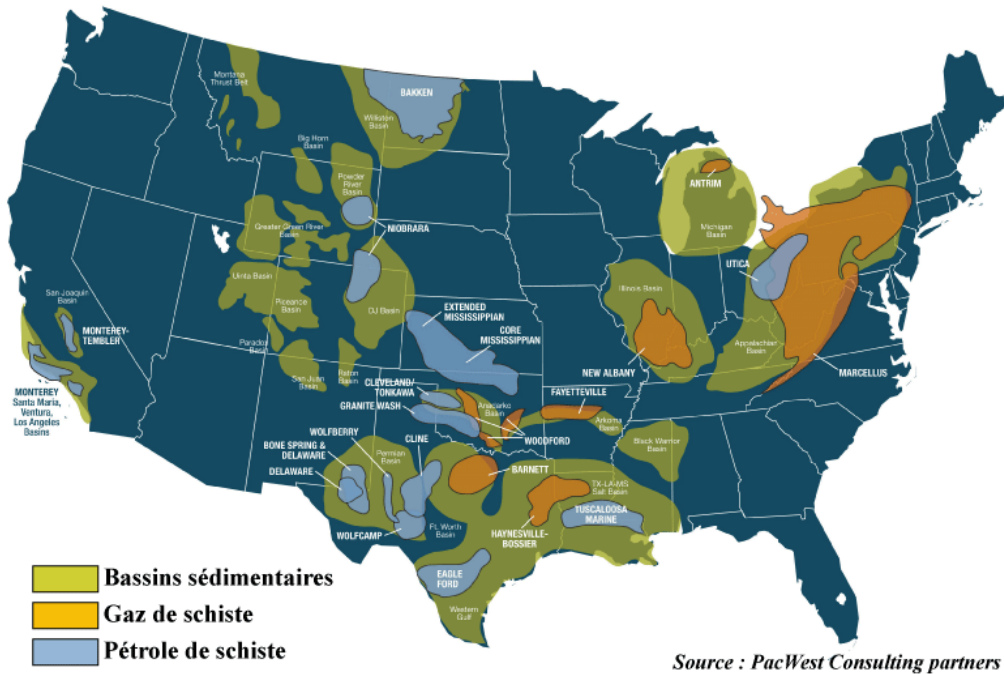 Montana
Thrust Belt
BAKKEN
Williston
Basin
Big Horn
Basin
Powder
River
Basin
Greater Green River
Basin
NIOBRARA
Uinta Basin
Piceance
Basin
Paradox
Basin
San Juan
Basin
Raton
Basin
DJ Basin
San Joaquin
Basin
MONTEREY-
TEMBLER
MONTEREY
Santa Maria,
Ventura,
Los Angeles
Basins
EXTENDED
MISSISSIPPIAN
CORE
MISSISSIPPIAN
CLEVELAND/
TONKAWA
GRANITE WASH
Anadarko
Basin
WOODFORD
FAYETTEVILLE
Arkoma
Basin
WOLFBERRY
BONE SPRING &
DELAWARE
DELAWARE
Permian
Basin
CLINE
WOLFCAMP
BARNETT
Ft. Worth
Basin
EAGLE
FORD
Western
Gulf
HAYNESVILLE-
BOSSIER
TX-LA-MS
Salt Basin
TUSCALOOSA
MARINE
Black Warrior
Basin
ANTRIM
Michigan
Basin
Illinois Basin
NEW ALBANY
UTICA
Appalachian
Basin
MARCELLUS
Bassins sédimentaires
Gaz de schiste
Pétrole de schiste
Source : PacWest Consulting partners